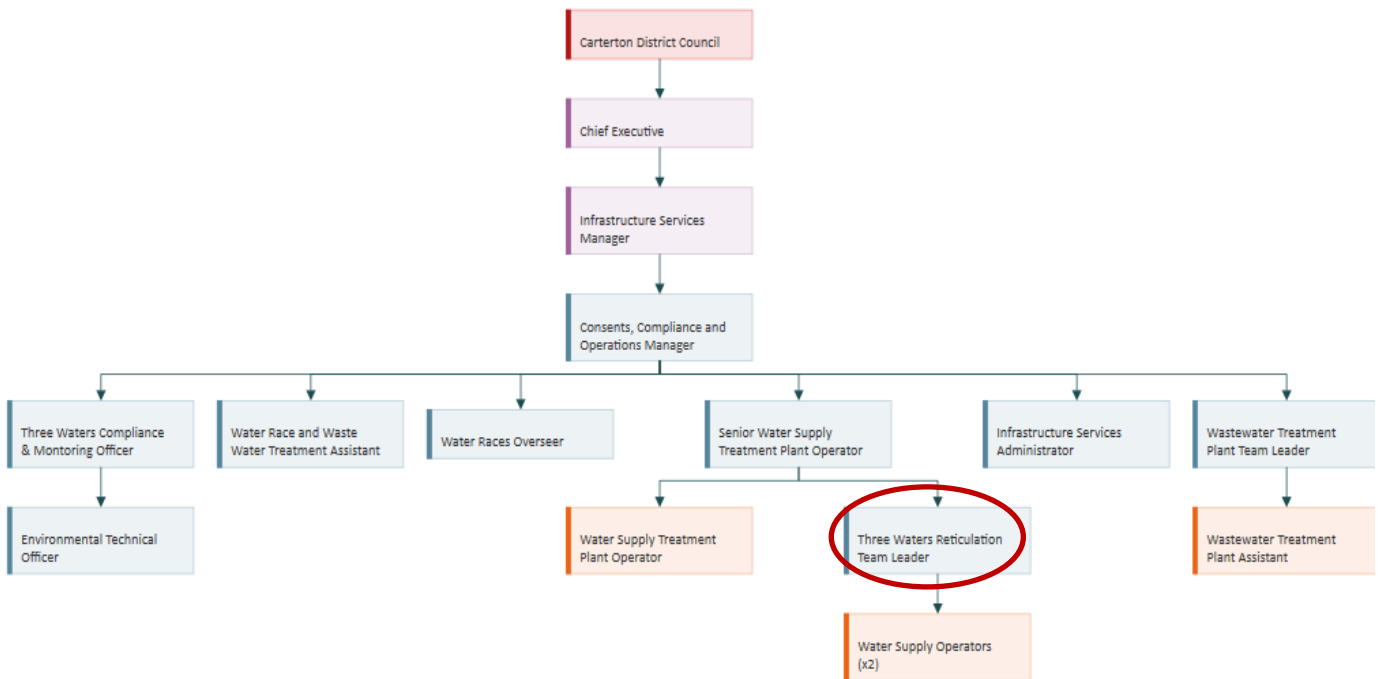 Carterton District Council
Chief Executive
Infrastructure Services
Manager
Consents, Compliance and
Operations Manager
Three Waters Compliance
& Montoring Officer
Water Race and Waste
Water Treatment Assistant
Water Races Overseer
Senior Water Supply
Treatment Plant Operator
Infrastructure Services
Administrator
Wastewater Treatment
Plant Team Leader
Environmental Technical
Officer
Water Supply Treatment
Plant Operator
Three Waters Reticulation
Team Leader
Wastewater Treatment
Plant Assistant
Water Supply Operators
(x2)